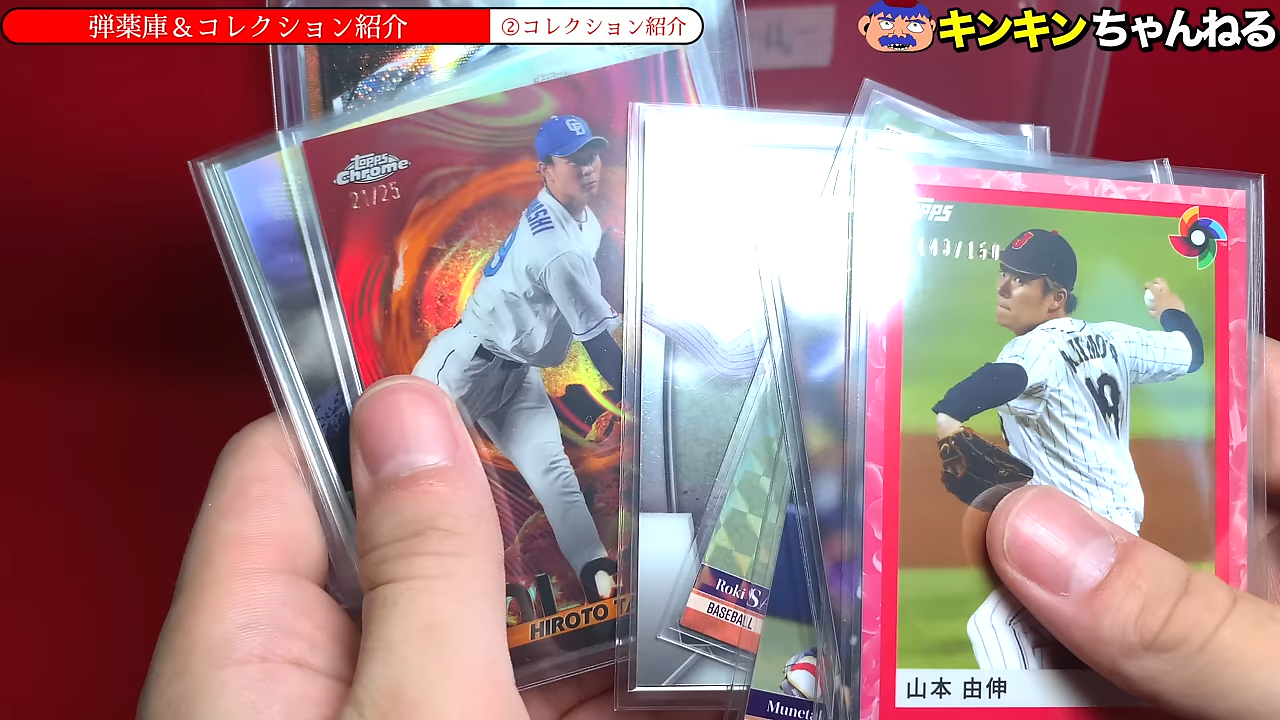 弾薬庫＆コレクション紹介
②コレクション紹介
キンキンちゃんねる
Topps
Chrome
21/25
HIROTO TA
Roki S
BASEBALL
Muneta
143/150
18
山本 由伸